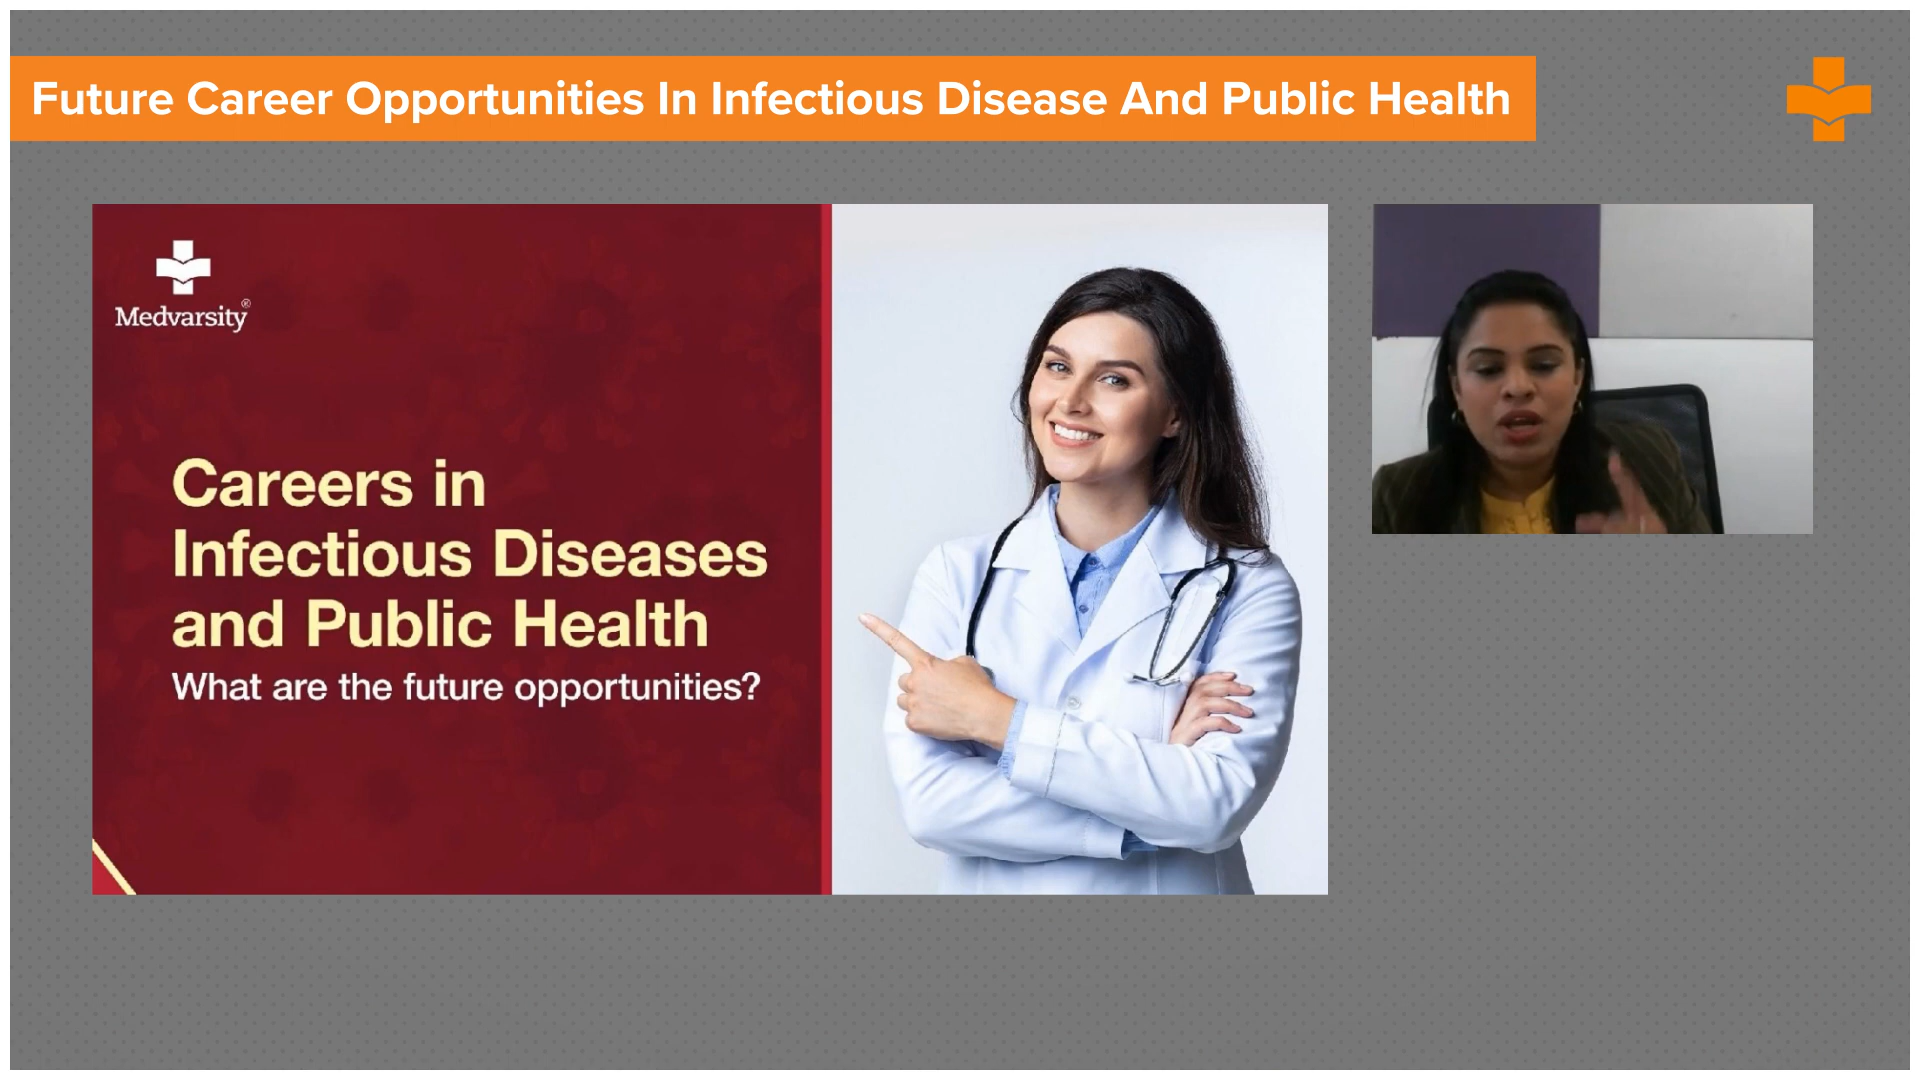 Future Career Opportunities In Infectious Disease And Public Health
Medvarsity®
Careers in
Infectious Diseases
and Public Health
What are the future opportunities?